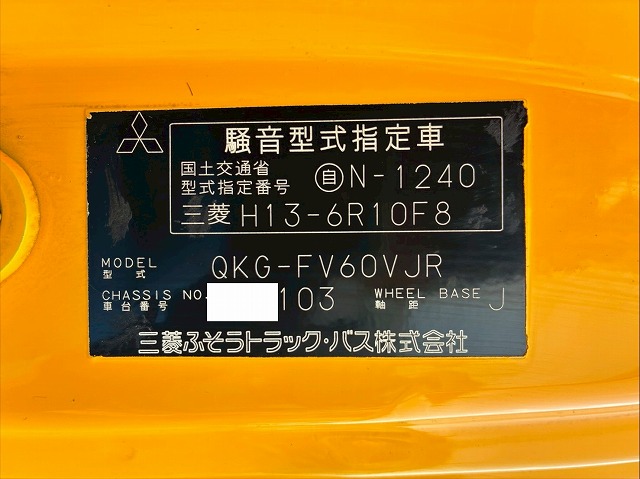 騒音型式指定車
国土交通省
型式指定番号 自N-1240
三菱 H13-6R10F8
MODEL
型式 QKG-FV60VJR
CHASSIS NO. 103 WHEEL BASE J
車台番号 軸距
三菱ふそうトラック・バス株式会社